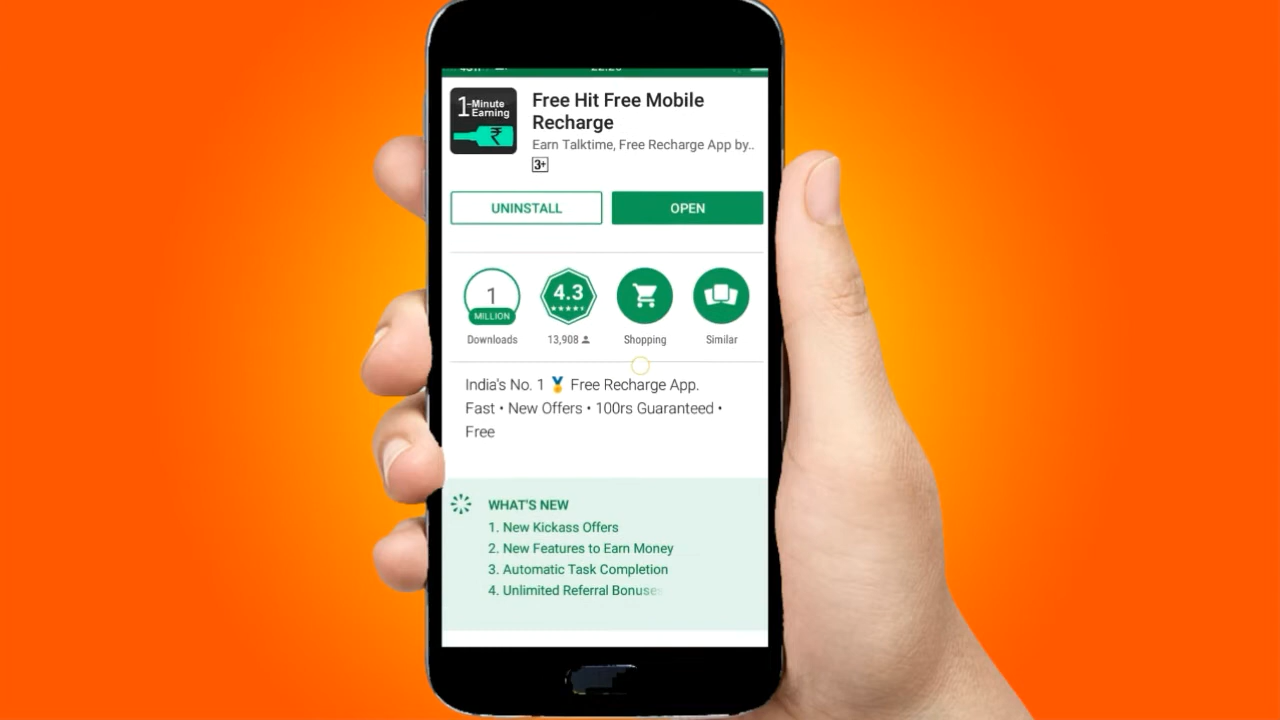 1-Minute
Earning
₹
Free Hit Free Mobile
Recharge
Earn Talktime, Free Recharge App by..
3+
UNINSTALL
OPEN
1
MILLION
4.3
Downloads
13,908
Shopping
Similar
India's No. 1 🏅 Free Recharge App.
Fast • New Offers • 100rs Guaranteed •
Free
WHAT'S NEW
1. New Kickass Offers
2. New Features to Earn Money
3. Automatic Task Completion
4. Unlimited Referral Bonuses